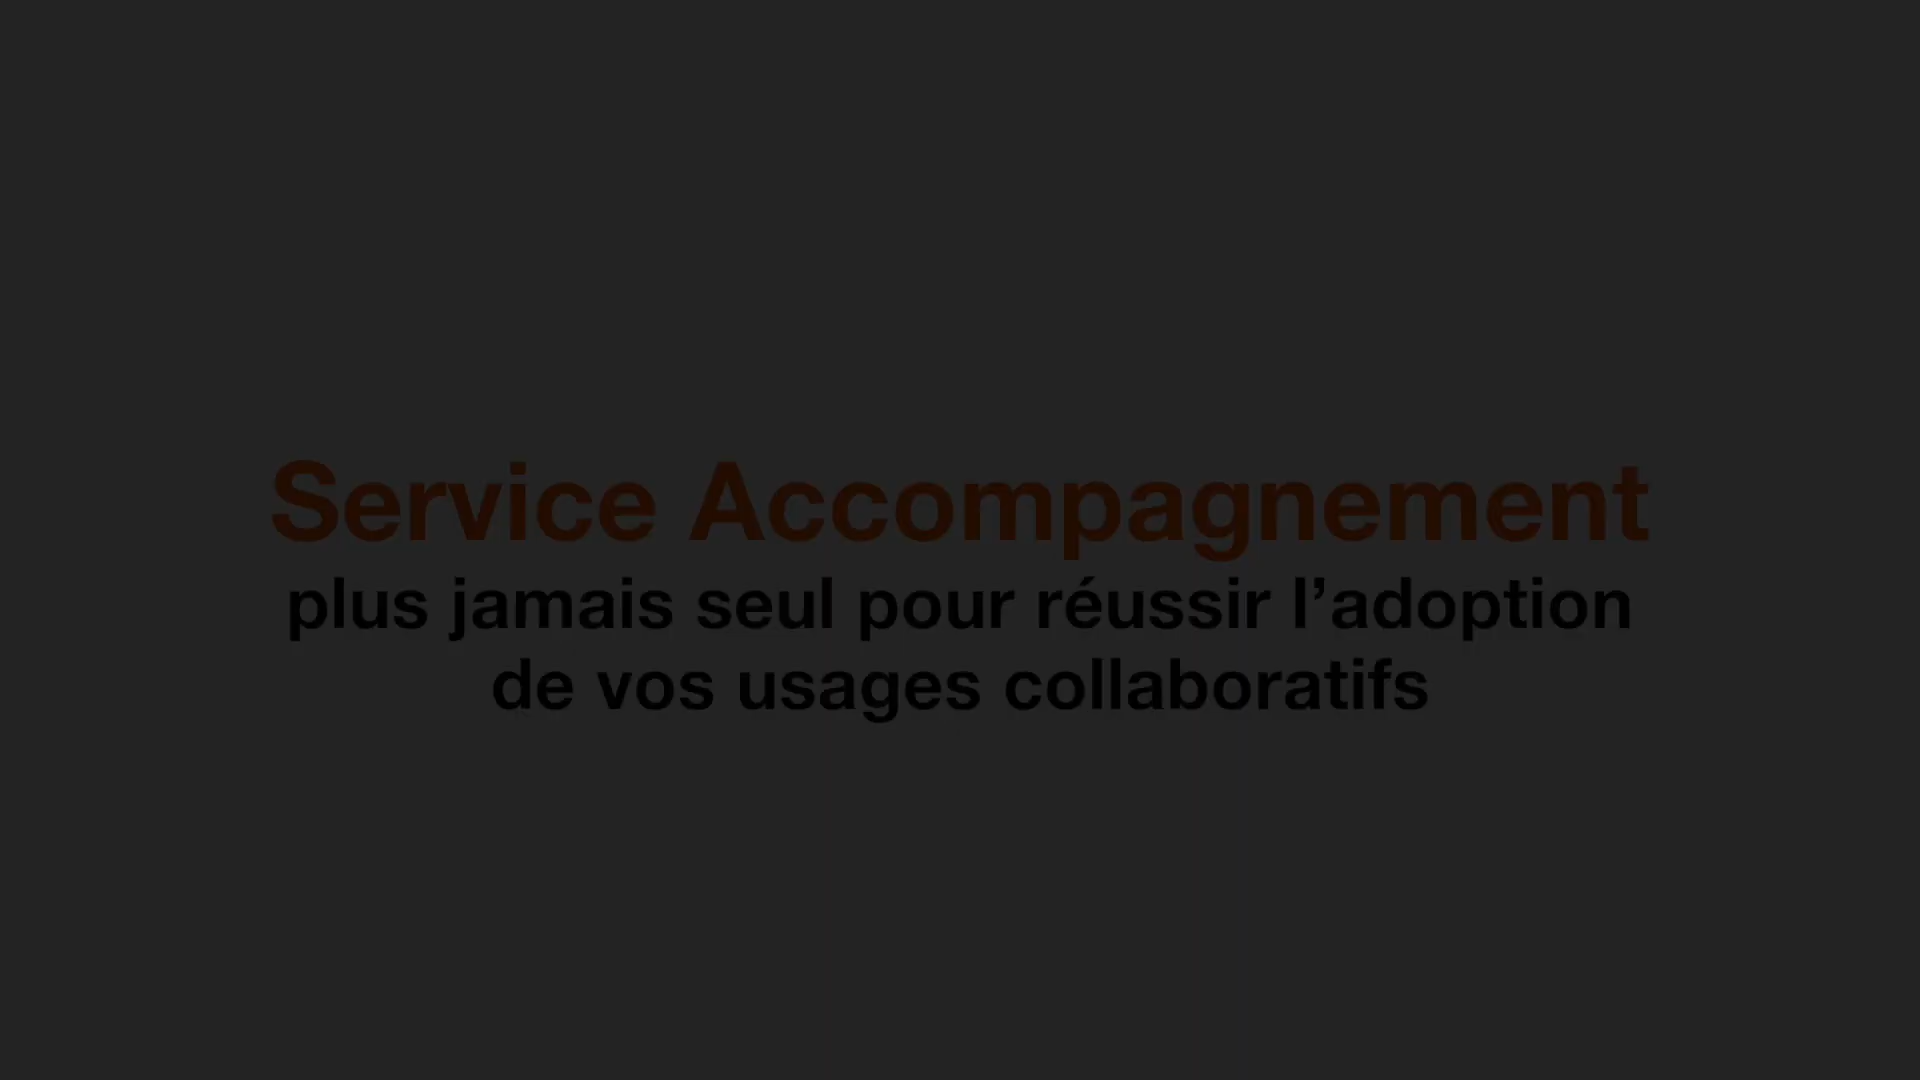 Service Accompagnement
plus jamais seul pour réussir l’adoption
de vos usages collaboratifs